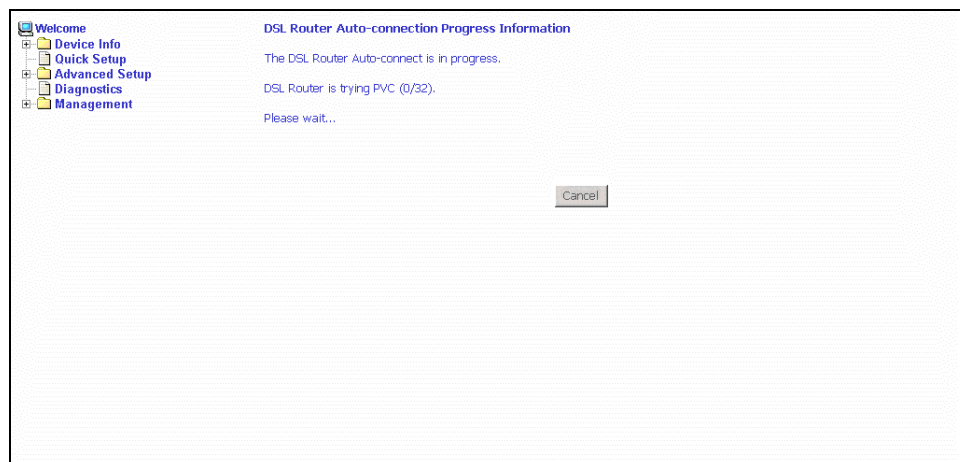 Welcome
Device Info
Quick Setup
Advanced Setup
Diagnostics
Management
DSL Router Auto-connection Progress Information
The DSL Router Auto-connect is in progress.
DSL Router is trying PVC (0/32).
Please wait...
Cancel